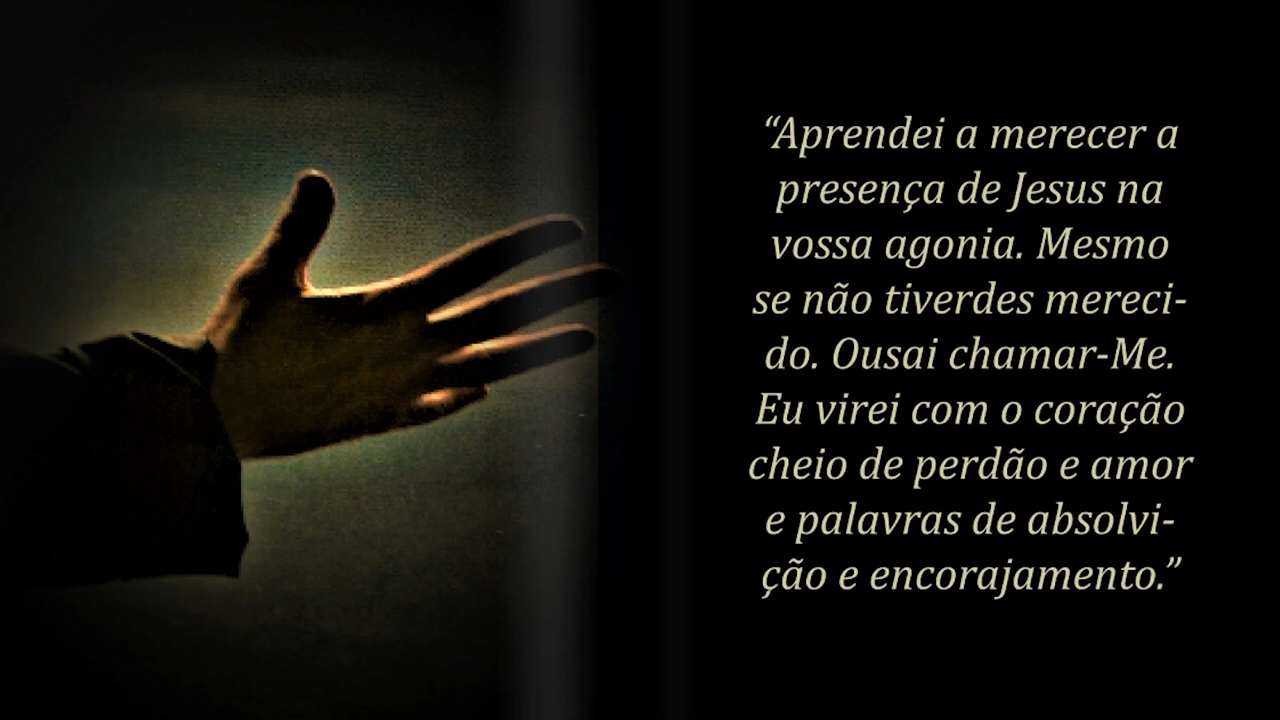 “Aprendei a merecer a
presença de Jesus na
vossa agonia. Mesmo
se não tiverdes mereci-
do. Ousai chamar-Me.
Eu virei com o coração
cheio de perdão e amor
e palavras de absolvi-
ção e encorajamento.”